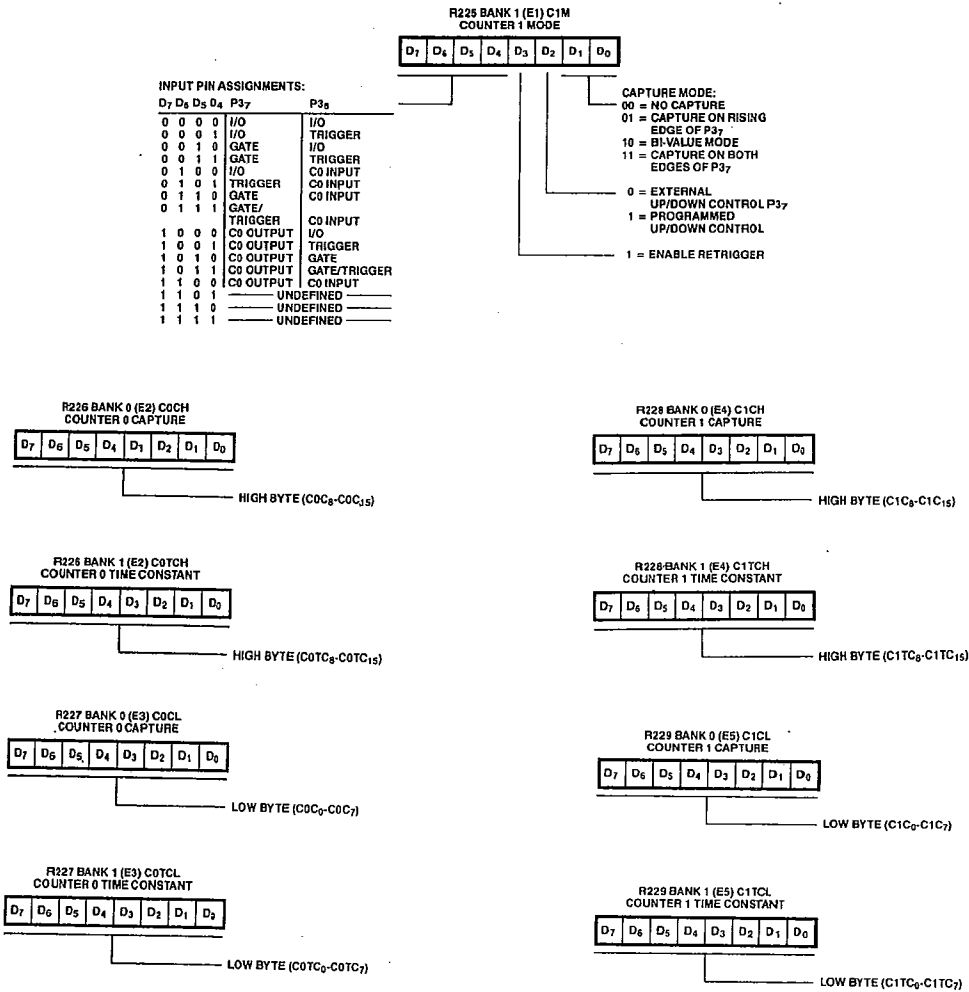 R225 BANK 1 (E1) C1M
COUNTER 1 MODE
D7 D6 D5 D4 D3 D2 D1 D0
INPUT PIN ASSIGNMENTS:
D7 D6 D5 D4 P37 P36
0 0 0 0 I/O I/O
0 0 0 1 I/O TRIGGER
0 0 1 0 GATE I/O
0 0 1 1 GATE TRIGGER
0 1 0 0 I/O C0 INPUT
0 1 0 1 TRIGGER C0 INPUT
0 1 1 0 GATE C0 INPUT
0 1 1 1 GATE/
TRIGGER C0 INPUT
1 0 0 0 C0 OUTPUT I/O
1 0 0 1 C0 OUTPUT TRIGGER
1 0 1 0 C0 OUTPUT GATE
1 0 1 1 C0 OUTPUT GATE/TRIGGER
1 1 0 0 C0 OUTPUT C0 INPUT
1 1 0 1 UNDEFINED
1 1 1 0 UNDEFINED
1 1 1 1 UNDEFINED
CAPTURE MODE:
00 = NO CAPTURE
01 = CAPTURE ON RISING
EDGE OF P37
10 = BI-VALUE MODE
11 = CAPTURE ON BOTH
EDGES OF P37
0 = EXTERNAL
UP/DOWN CONTROL P37
1 = PROGRAMMED
UP/DOWN CONTROL
1 = ENABLE RETRIGGER
R226 BANK 0 (E2) C0CH
COUNTER 0 CAPTURE
D7 D6 D5 D4 D1 D2 D1 D0
HIGH BYTE (C0C8-C0C15)
R228 BANK 0 (E4) C1CH
COUNTER 1 CAPTURE
D7 D6 D5 D4 D3 D2 D1 D0
HIGH BYTE (C1C8-C1C15)
R226 BANK 1 (E2) C0TCH
COUNTER 0 TIME CONSTANT
D7 D6 D5 D4 D3 D2 D1 D0
HIGH BYTE (C0TC8-C0TC15)
R228 BANK 1 (E4) C1TCH
COUNTER 1 TIME CONSTANT
D7 D6 D5 D4 D3 D2 D1 D0
HIGH BYTE (C1TC8-C1TC15)
R227 BANK 0 (E3) C0CL
COUNTER 0 CAPTURE
D7 D6 D5 D4 D3 D2 D1 D0
LOW BYTE (C0C0-C0C7)
R229 BANK 0 (E5) C1CL
COUNTER 1 CAPTURE
D7 D6 D5 D4 D3 D2 D1 D0
LOW BYTE (C1C0-C1C7)
R227 BANK 1 (E3) C0TCL
COUNTER 0 TIME CONSTANT
D7 D6 D5 D4 D3 D2 D1 D0
LOW BYTE (C0TC0-C0TC7)
R229 BANK 1 (E5) C1TCL
COUNTER 1 TIME CONSTANT
D7 D6 D5 D4 D3 D2 D1 D0
LOW BYTE (C1TC0-C1TC7)